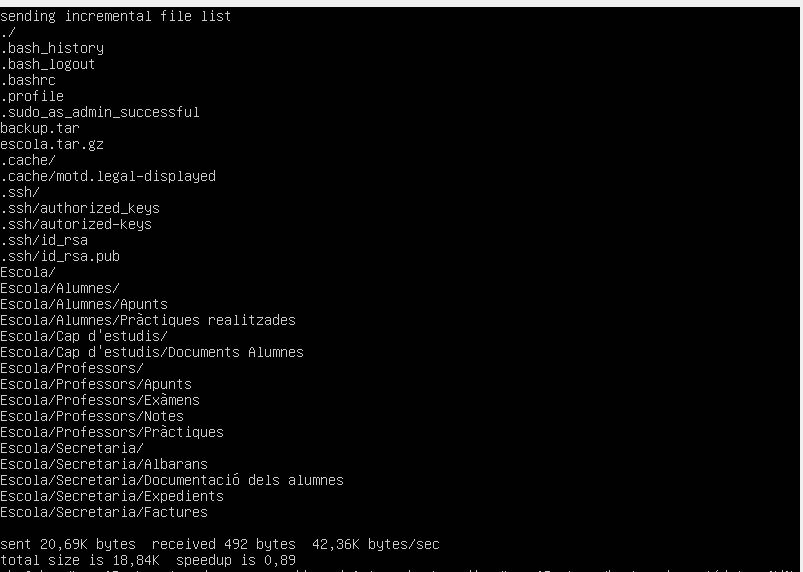 sending incremental file list
./
.bash_history
.bash_logout
.bashrc
.profile
.sudo_as_admin_successful
backup.tar
escola.tar.gz
.cache/
.cache/motd.legal-displayed
.ssh/
.ssh/authorized_keys
.ssh/autorized-keys
.ssh/id_rsa
.ssh/id_rsa.pub
Escola/
Escola/Alumnes/
Escola/Alumnes/Apunts
Escola/Alumnes/Pràctiques realitzades
Escola/Cap d'estudis/
Escola/Cap d'estudis/Documents Alumnes
Escola/Professors/
Escola/Professors/Apunts
Escola/Professors/Exàmens
Escola/Professors/Notes
Escola/Professors/Pràctiques
Escola/Secretaria/
Escola/Secretaria/Albarans
Escola/Secretaria/Documentació dels alumnes
Escola/Secretaria/Expedients
Escola/Secretaria/Factures
sent 20,69K bytes  received 492 bytes  42,36K bytes/sec
total size is 18,84K  speedup is 0,89